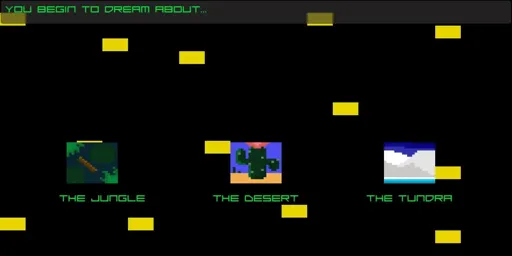 YOU BEGIN TO DREAM ABOUT...
THE JUNGLE
THE DESERT
THE TUNDRA